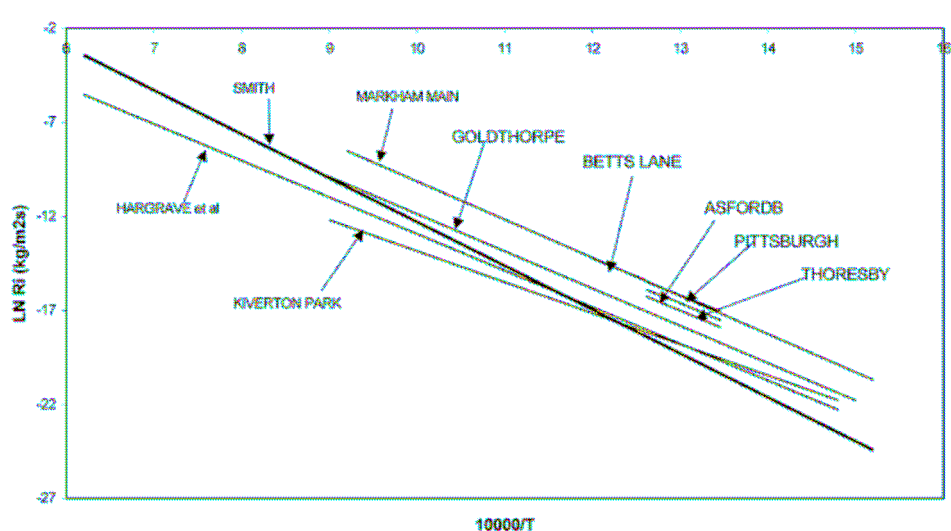 -2
6 7 8 9 10 11 12 13 14 15 16
SMITH
MARKHAM MAIN
-7
GOLDTHORPE
BETTS LANE
HARGRAVE et al
-12
ASFORDB
PITTSBURGH
THORESBY
KIVERTON PARK
LN Ri (kg/m2s)
-17
-22
-27
10000/T